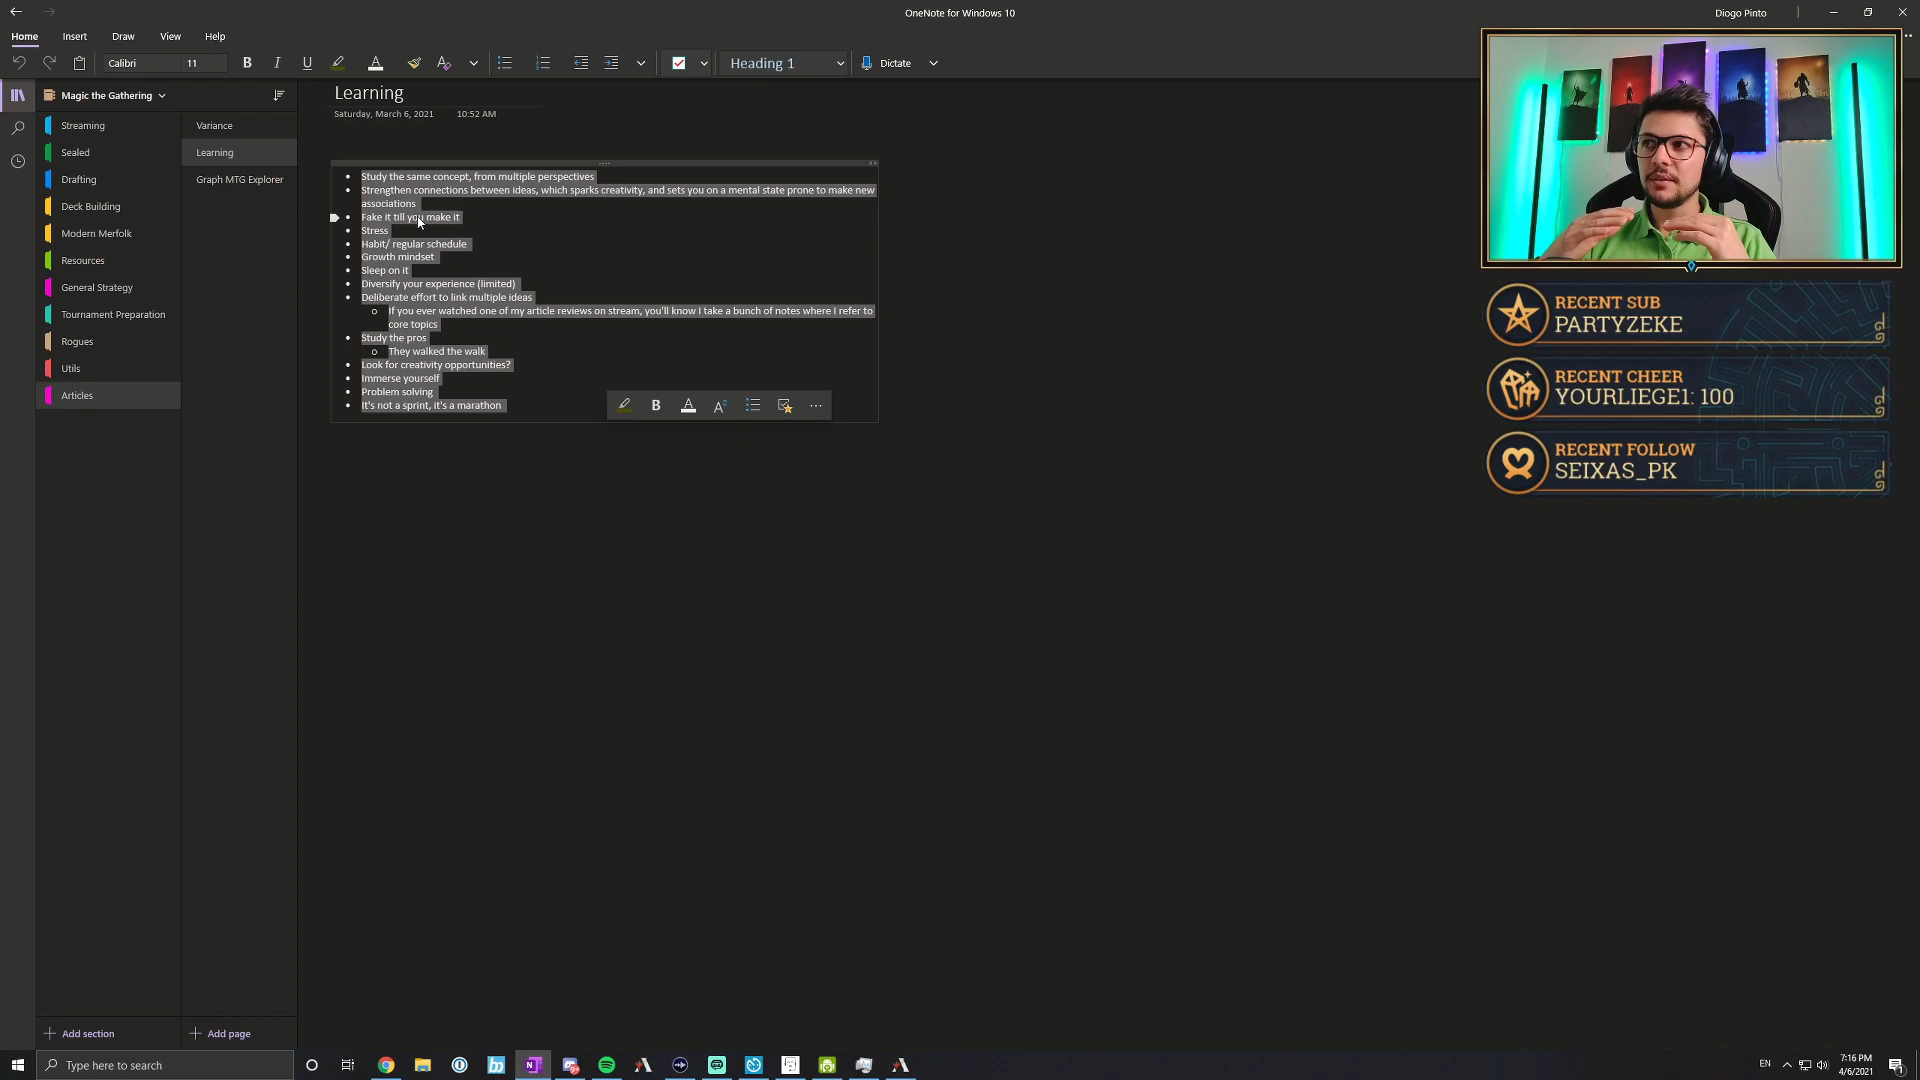 OneNote for Windows 10
Diogo Pinto
Home
Insert
Draw
View
Help
Calibri
11
B
I
U
A
Heading 1
Dictate
Magic the Gathering
Streaming
Sealed
Drafting
Deck Building
Modern Merfolk
Resources
General Strategy
Tournament Preparation
Rogues
Utils
Articles
Add section
Variance
Learning
Graph MTG Explorer
Add page
Learning
Saturday, March 6, 2021 10:52 AM
Study the same concept, from multiple perspectives
Strengthen connections between ideas, which sparks creativity, and sets you on a mental state prone to make new
associations
Fake it till you make it
Stress
Habit/ regular schedule
Growth mindset
Sleep on it
Diversify your experience (limited)
Deliberate effort to link multiple ideas
If you ever watched one of my article reviews on stream, you'll know I take a bunch of notes where I refer to
core topics
Study the pros
They walked the walk
Look for creativity opportunities?
Immerse yourself
Problem solving
It's not a sprint, it's a marathon
B
A
A
RECENT SUB
PARTYZEKE
RECENT CHEER
YOURLIEGE1: 100
RECENT FOLLOW
SEIXAS_PK
Type here to search
EN
7:16 PM
4/6/2021